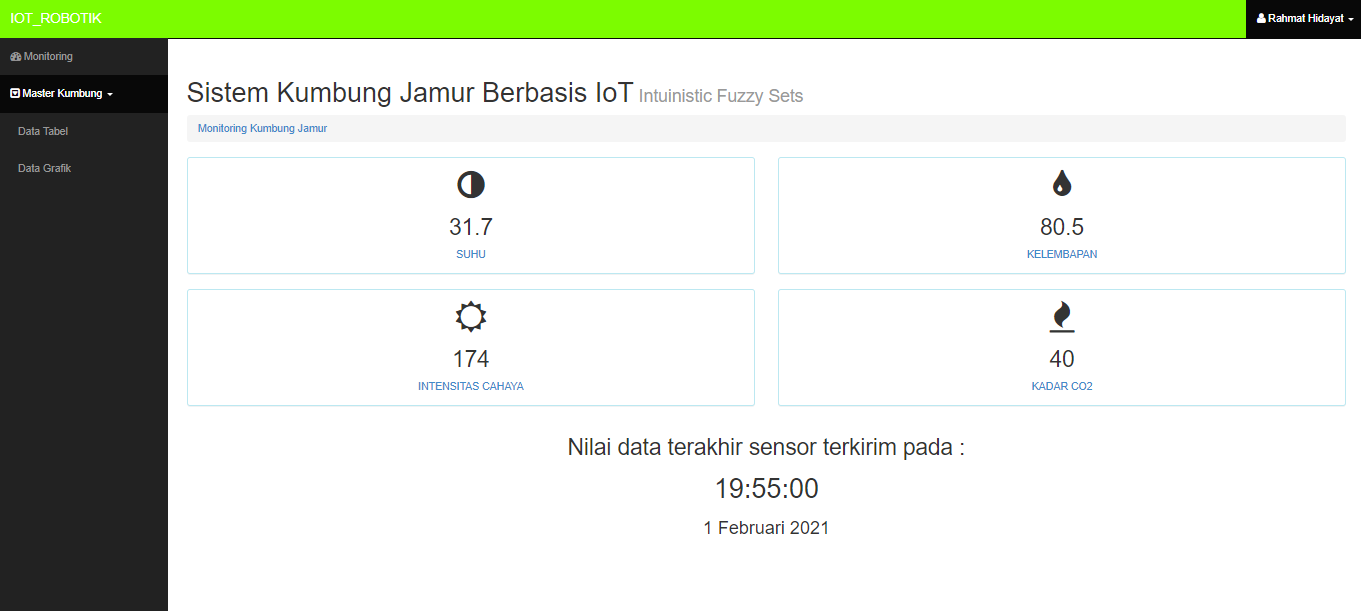 IOT_ROBOTIK
Rahmat Hidayat
Monitoring
Master Kumbung
Data Tabel
Data Grafik
Sistem Kumbung Jamur Berbasis IoT Intuinistic Fuzzy Sets
Monitoring Kumbung Jamur
31.7
SUHU
80.5
KELEMBAPAN
174
INTENSITAS CAHAYA
40
KADAR CO2
Nilai data terakhir sensor terkirim pada :
19:55:00
1 Februari 2021